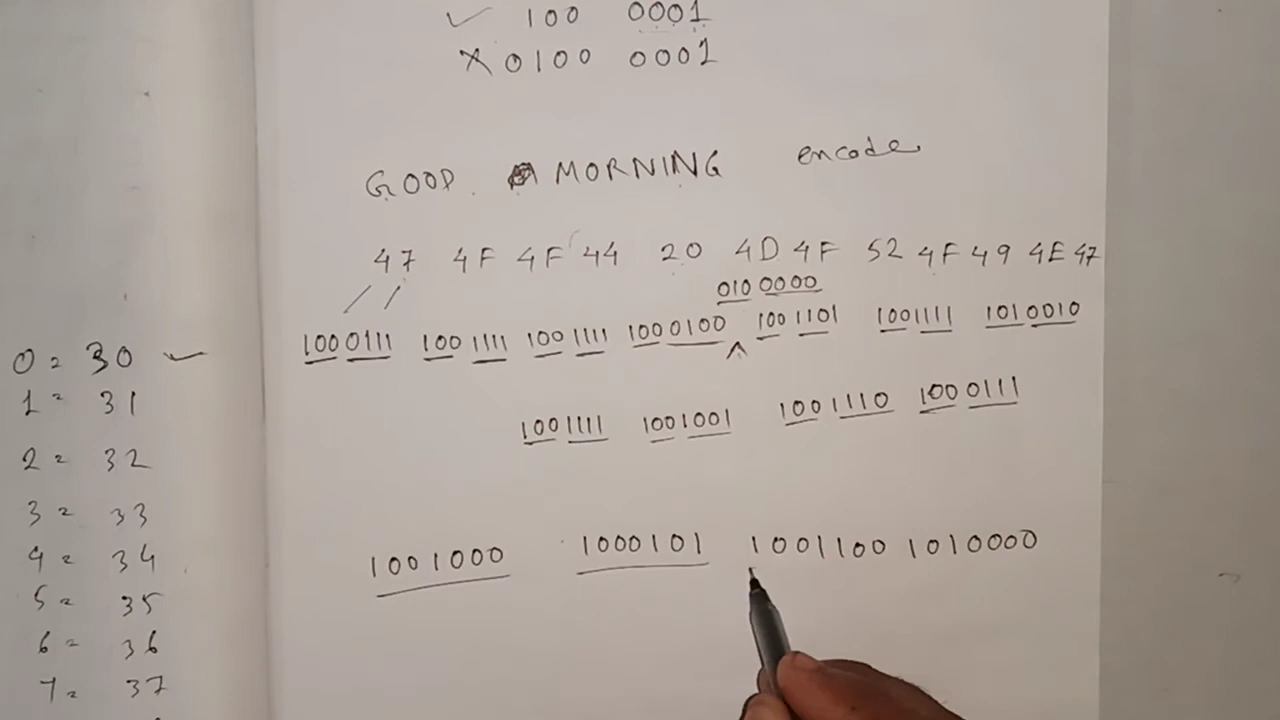 ✓ 100 0001
✗ 0100 0001
GOOD MORNING encode
47 4F 4F 44 20 4D 4F 52 4F 49 4E 47
010 0000
1000111 1001111 1001111 1000100 ^ 1001101 1001111 1010010
1001111 1001001 1001110 1000111
1001000 1000101 1001100 1010000
0 = 30 ✓
1 = 31
2 = 32
3 = 33
4 = 34
5 = 35
6 = 36
7 = 37